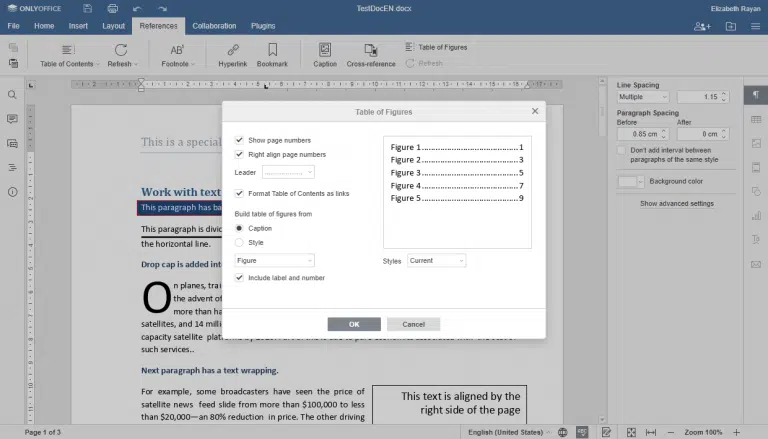 ONLYOFFICE
TestDocEN.docx
Elizabeth Rayan
File Home Insert Layout References Collaboration Plugins
Table of Contents Refresh Footnote Hyperlink Bookmark Caption Cross-reference
Table of Figures
Refresh
Table of Figures
Show page numbers
Right align page numbers
Leader
Format Table of Contents as links
Build table of figures from
Caption
Style
Figure
Include label and number
Figure 1.......................................1
Figure 2.......................................3
Figure 3.......................................5
Figure 4.......................................7
Figure 5.......................................9
Styles Current
OK Cancel
This is a special
Work with text
This paragraph has ba
This paragraph is divid
the horizontal line.
Drop cap is added int
On planes, trai
the advent of
more than ha
satellites, and 14 milli
capacity satellite
such services..
Next paragraph has a text wrapping.
For example, some broadcasters have seen the price of
satellite news feed slide from more than $100,000 to less
than $20,000—an 80% reduction in price. The other driving
This text is aligned by the
right side of the page
Line Spacing
Multiple 1.15
Paragraph Spacing
Before After
0.85 cm 0 cm
Don't add interval between
paragraphs of the same style
Background color
Show advanced settings
Page 1 of 3
English (United States)
Zoom 100%